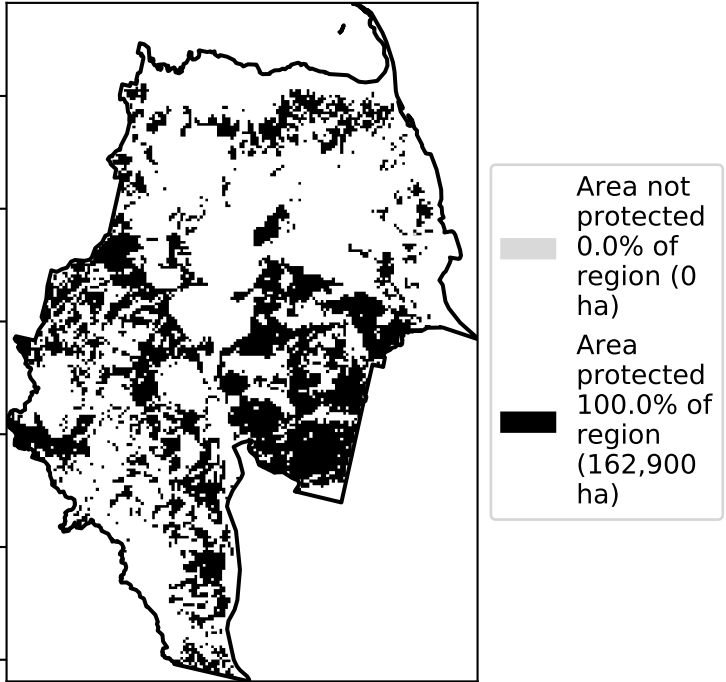 Area not
protected
0.0% of
region (0
ha)
Area
protected
100.0% of
region
(162,900
ha)